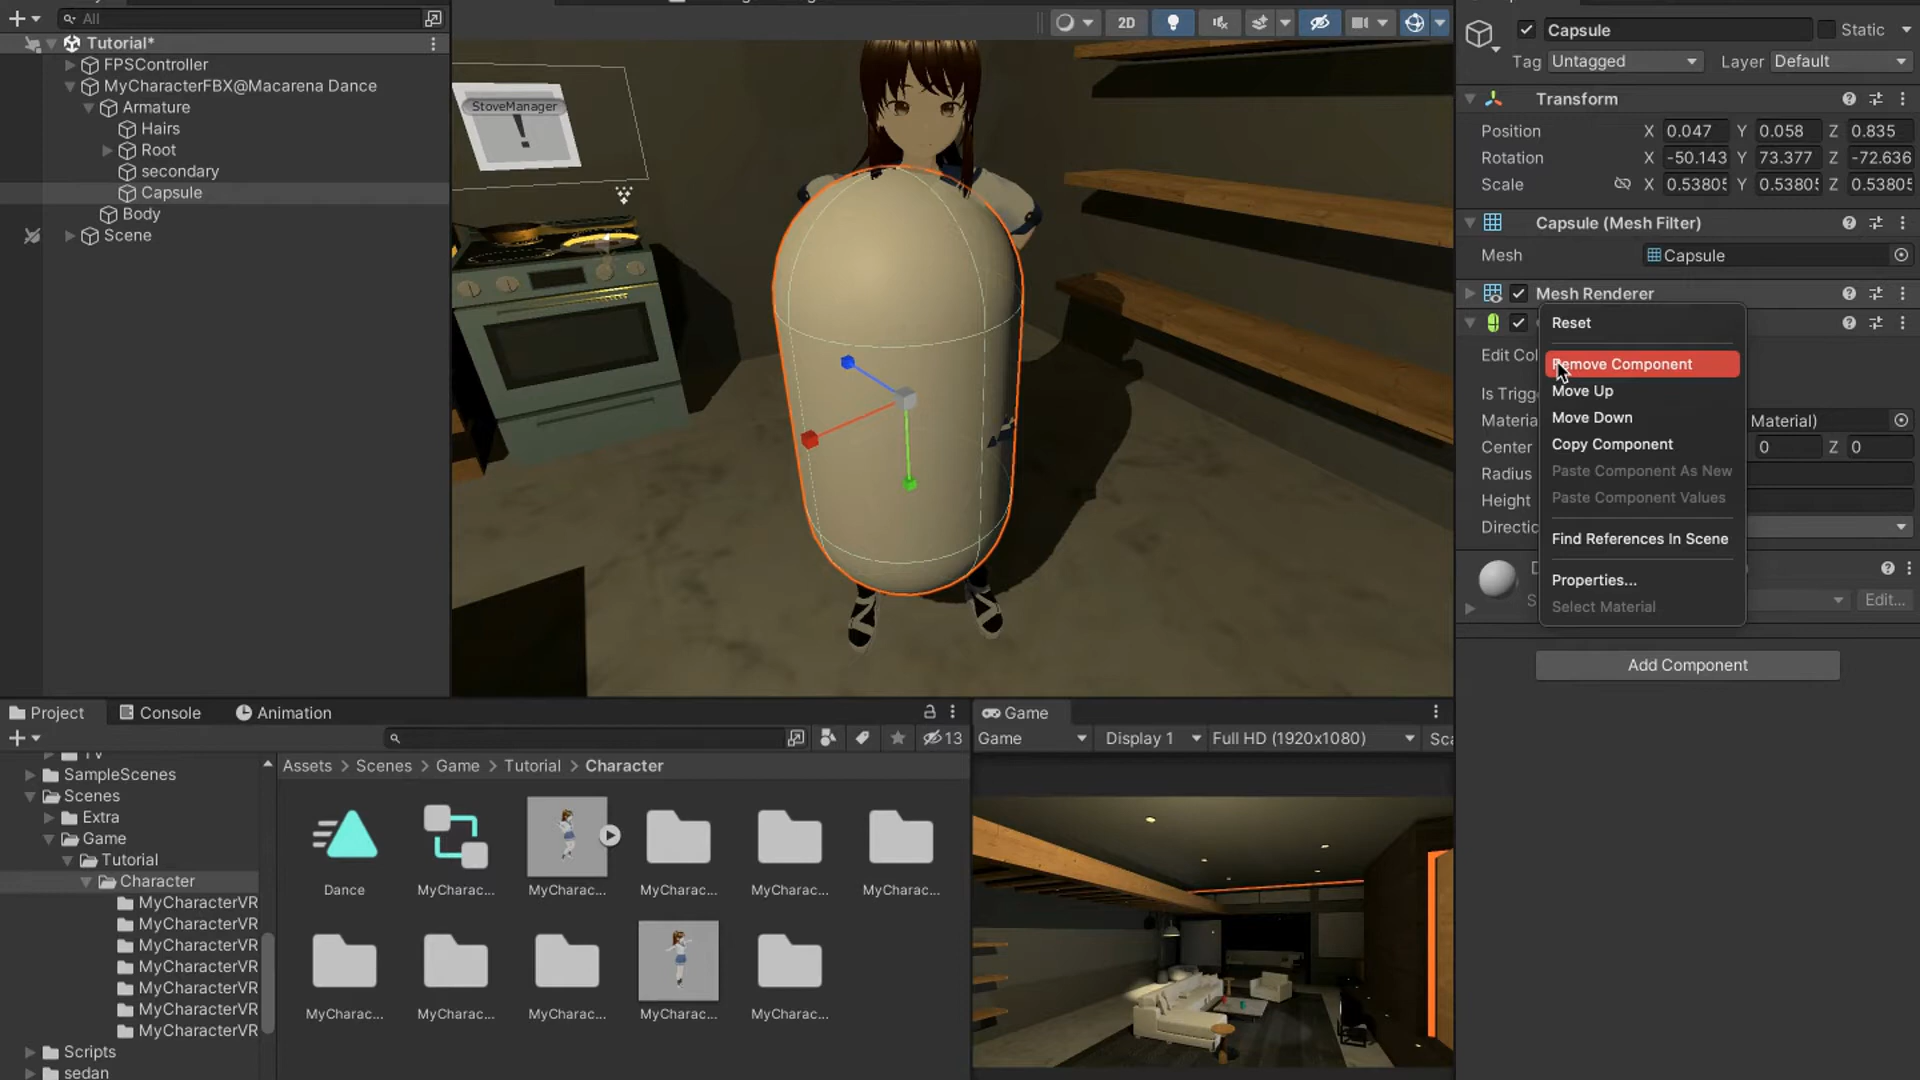 All
Tutorial*
FPSController
MyCharacterFBX@Macarena Dance
Armature
Hairs
Root
secondary
Capsule
Body
Scene
2D
StoveManager
Capsule
Static
Tag Untagged Layer Default
Transform
Position X 0.047 Y 0.058 Z 0.835
Rotation X -50.143 Y 73.377 Z -72.636
Scale X 0.5380 Y 0.5380 Z 0.5380
Capsule (Mesh Filter)
Mesh Capsule
Mesh Renderer
Edit Col
Is Trigg
Materia Material)
Center 0 Z 0
Radius
Height
Directio
Edit...
Reset
Remove Component
Move Up
Move Down
Copy Component
Paste Component As New
Paste Component Values
Find References In Scene
Properties...
Select Material
Add Component
Project Console Animation
13
TV
SampleScenes
Scenes
Extra
Game
Tutorial
Character
MyCharacterVR
MyCharacterVR
MyCharacterVR
MyCharacterVR
MyCharacterVR
MyCharacterVR
MyCharacterVR
Scripts
sedan
Assets > Scenes > Game > Tutorial > Character
Dance MyCharac... MyCharac... MyCharac... MyCharac... MyCharac...
MyCharac... MyCharac... MyCharac... MyCharac... MyCharac...
Game
Game Display 1 Full HD (1920x1080) Sca